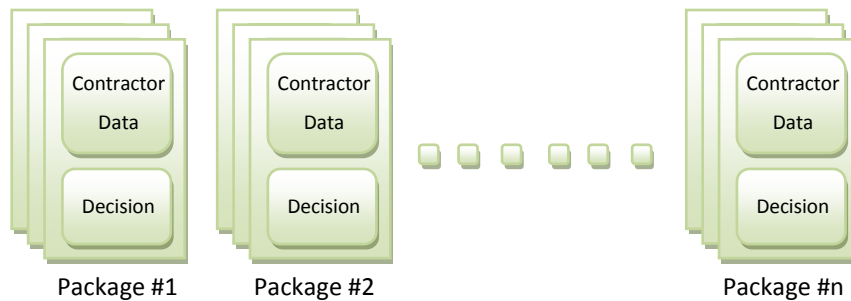 Contractor
Data
Decision
Package #1
Contractor
Data
Decision
Package #2
Contractor
Data
Decision
Package #n